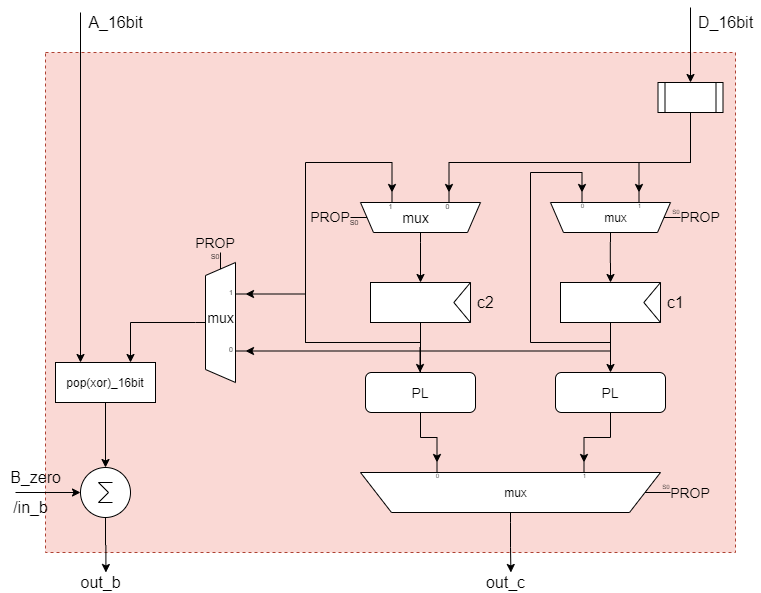 A_16bit
D_16bit
1
0
0
1
PROP
S0
mux
mux
S0
PROP
PROP
S0
1
c2
c1
mux
0
pop(xor)_16bit
PL
PL
B_zero
/in_b
Σ
0
1
mux
S0
PROP
out_b
out_c